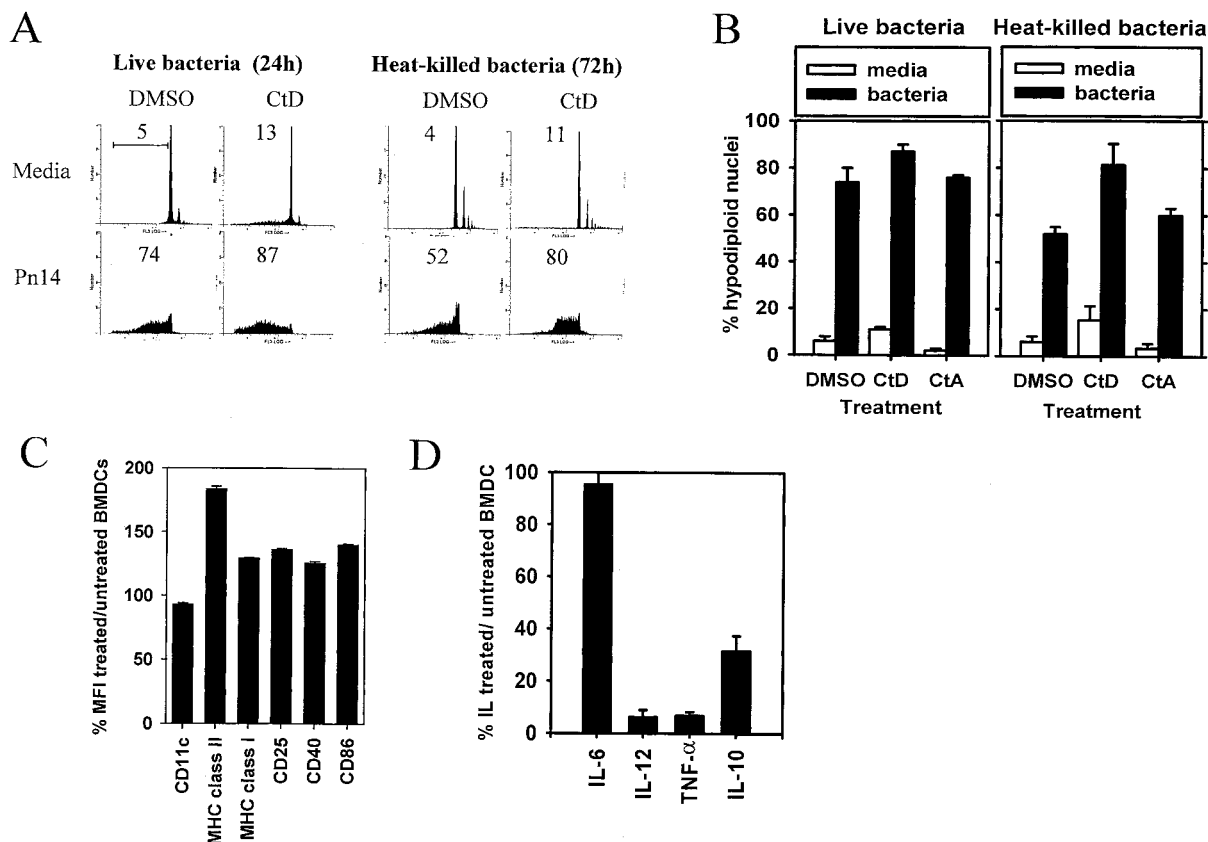 A
Live bacteria (24h)
Heat-killed bacteria (72h)
DMSO
CtD
DMSO
CtD
Media
5
13
4
11
Pn14
74
87
52
80
B
Live bacteria
Heat-killed bacteria
media
bacteria
media
bacteria
% hypodiploid nuclei
100
80
60
40
20
0
DMSO CtD CtA
Treatment
DMSO CtD CtA
Treatment
C
% MFI treated/untreated BMDCs
200
150
100
50
0
CD11c
MHC class II
MHC class I
CD25
CD40
CD86
D
% IL treated/ untreated BMDC
100
80
60
40
20
0
IL-6
IL-12
TNF-α
IL-10